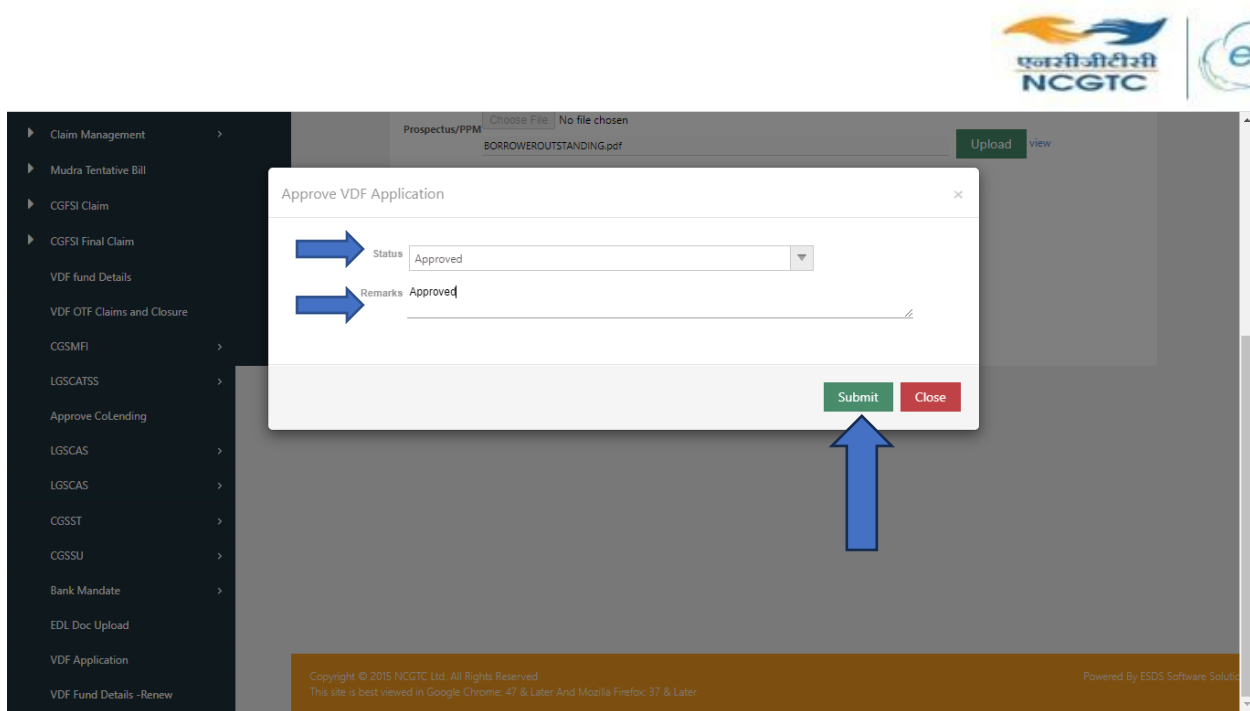 एनसीजीटीसी
NCGTC
e
Claim Management
Mudra Tentative Bill
CGFSI Claim
CGFSI Final Claim
VDF fund Details
VDF OTF Claims and Closure
CGSMFI
LGSCATSS
Approve CoLending
LGSCAS
LGSCAS
CGSST
CGSSU
Bank Mandate
EDL Doc Upload
VDF Application
VDF Fund Details -Renew
Prospectus/PPM
Choose File No file chosen
BORROWEROUTSTANDING.pdf
Upload view
Approve VDF Application ×
Status Approved
Remarks Approved
Submit Close
Copyright © 2015 NCGTC Ltd. All Rights Reserved
This site is best viewed in Google Chrome: 47 & Later And Mozilla Firefox: 37 & Later
Powered By ESDS Software Solutio